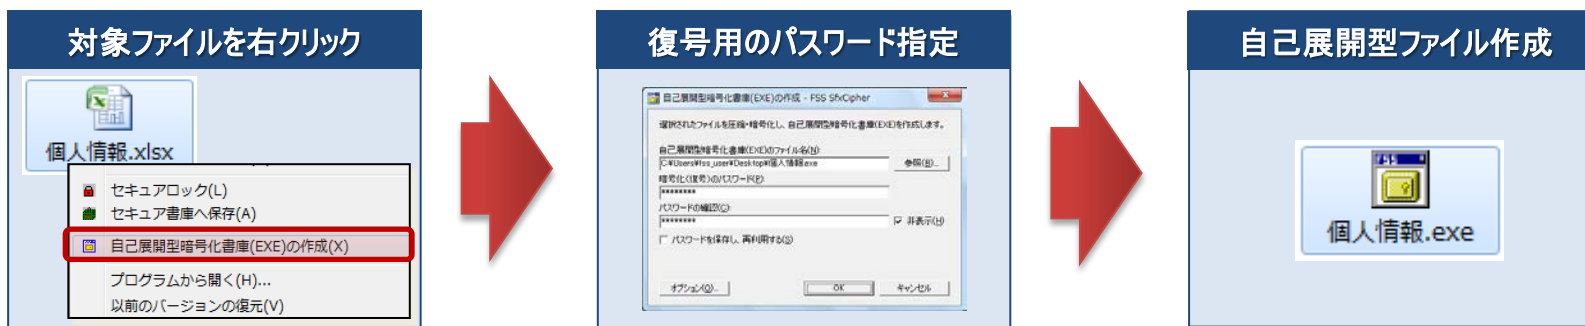 対象ファイルを右クリック
個人情報.xlsx
セキュアロック(L)
セキュア書庫へ保存(A)
自己展開型暗号化書庫(EXE)の作成(X)
プログラムから開く(H)...
以前のバージョンの復元(V)
復号用のパスワード指定
自己展開型暗号化書庫(EXE)の作成 - FSS SfxCipher
選択されたファイルを圧縮・暗号化し、自己展開型暗号化書庫(EXE)を作成します。
自己展開型暗号化書庫(EXE)のファイル名(N):
C:¥Users¥fss_user¥Desktop¥個人情報.exe
参照(B)...
暗号化(復号)のパスワード(P):
********
パスワードの確認(C):
********
非表示(H)
パスワードを保存し、再利用する(S)
オプション(O)...
OK
キャンセル
自己展開型ファイル作成
FSS
個人情報.exe